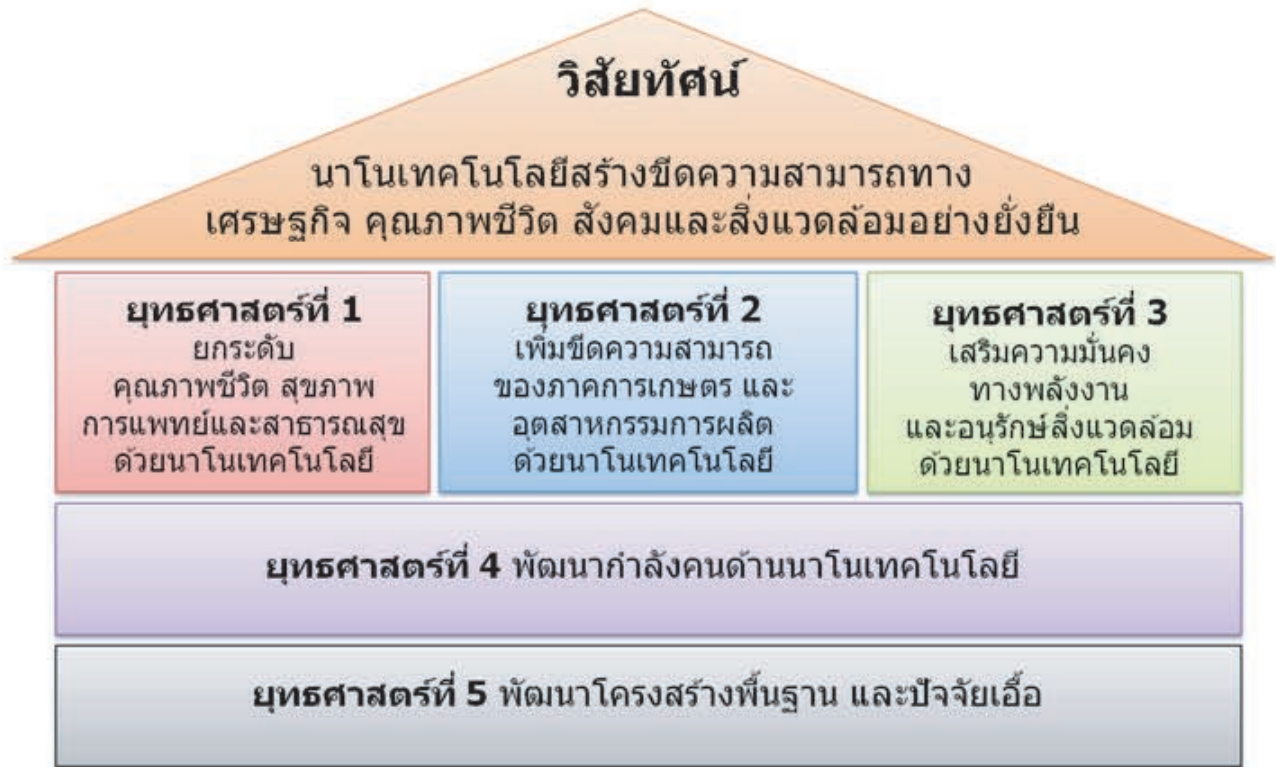 วิสัยทัศน์
นาโนเทคโนโลยีสร้างขีดความสามารถทาง
เศรษฐกิจ คุณภาพชีวิต สังคมและสิ่งแวดล้อมอย่างยั่งยืน
ยุทธศาสตร์ที่ 1
ยกระดับ
คุณภาพชีวิต สุขภาพ
การแพทย์และสาธารณสุข
ด้วยนาโนเทคโนโลยี
ยุทธศาสตร์ที่ 2
เพิ่มขีดความสามารถ
ของภาคการเกษตร และ
อุตสาหกรรมการผลิต
ด้วยนาโนเทคโนโลยี
ยุทธศาสตร์ที่ 3
เสริมความมั่นคง
ทางพลังงาน
และอนุรักษ์สิ่งแวดล้อม
ด้วยนาโนเทคโนโลยี
ยุทธศาสตร์ที่ 4 พัฒนากำลังคนด้านนาโนเทคโนโลยี
ยุทธศาสตร์ที่ 5 พัฒนาโครงสร้างพื้นฐาน และปัจจัยเอื้อ